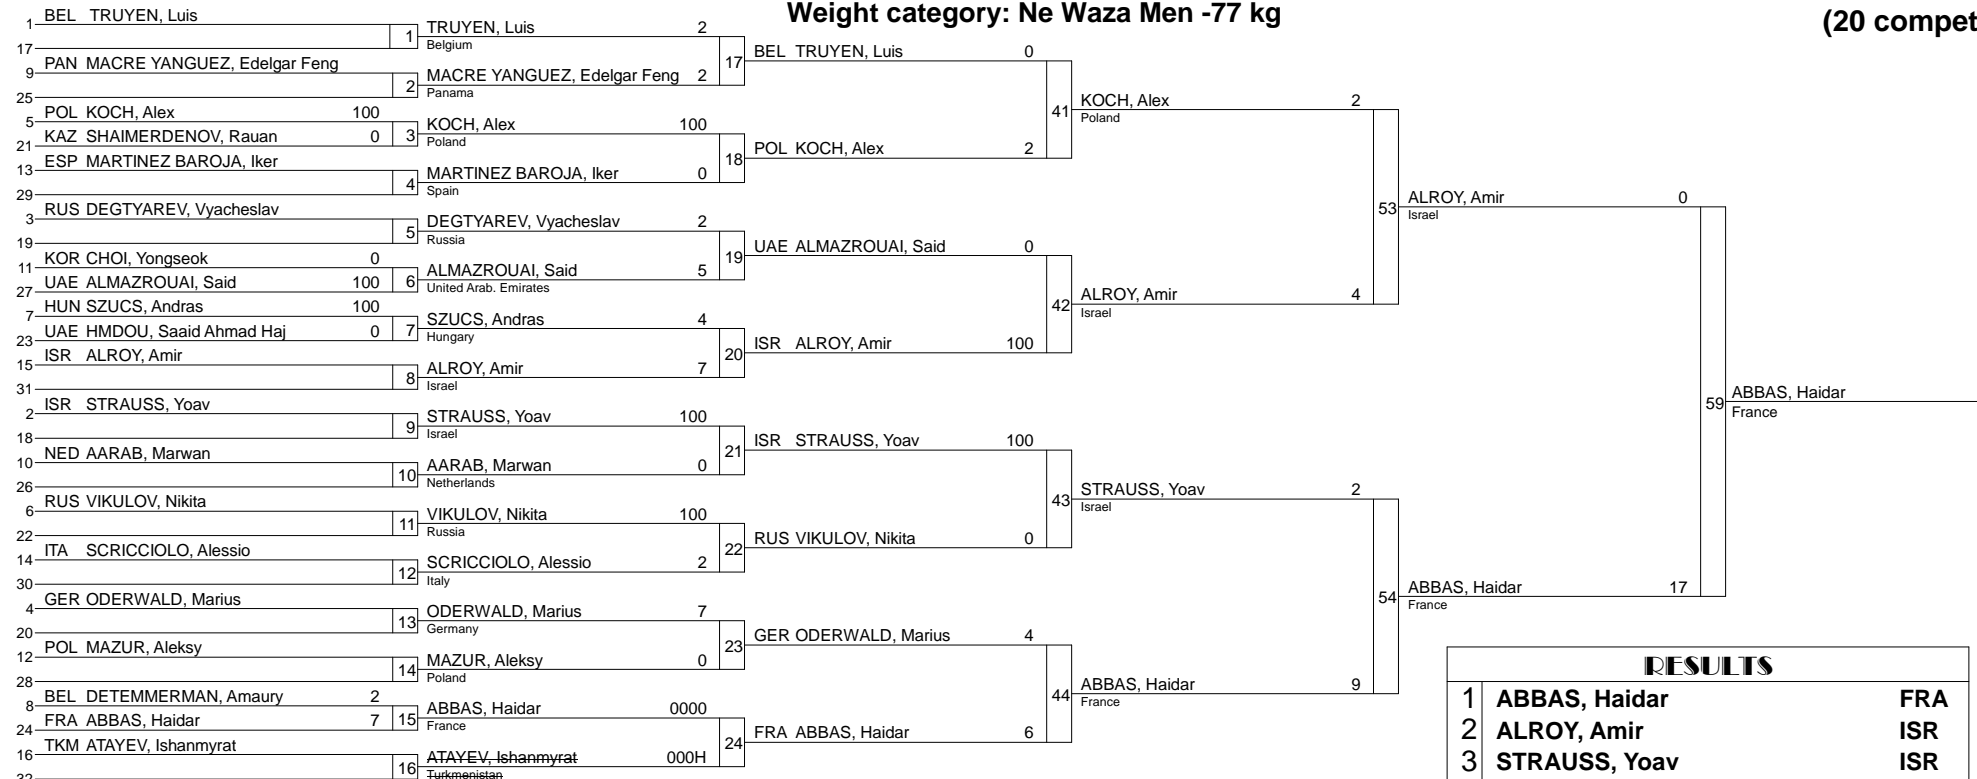 Weight category: Ne Waza Men -77 kg
(20 compet
1 BEL TRUYEN, Luis
17
9 PAN MACRE YANGUEZ, Edelgar Feng
25
5 POL KOCH, Alex 100
21 KAZ SHAIMERDENOV, Rauan 0
13 ESP MARTINEZ BAROJA, Iker
29
3 RUS DEGTYAREV, Vyacheslav
19
11 KOR CHOI, Yongseok 0
27 UAE ALMAZROUAI, Said 100
7 HUN SZUCS, Andras 100
23 UAE HMDOU, Saaid Ahmad Haj 0
15 ISR ALROY, Amir
31
2 ISR STRAUSS, Yoav
18
10 NED AARAB, Marwan
26
6 RUS VIKULOV, Nikita
22
14 ITA SCRICCIOLO, Alessio
30
4 GER ODERWALD, Marius
20
12 POL MAZUR, Aleksy
28
8 BEL DETEMMERMAN, Amaury 2
24 FRA ABBAS, Haidar 7
16 TKM ATAYEV, Ishanmyrat
32
1 TRUYEN, Luis 2
Belgium
2 MACRE YANGUEZ, Edelgar Feng 2
Panama
3 KOCH, Alex 100
Poland
4 MARTINEZ BAROJA, Iker 0
Spain
5 DEGTYAREV, Vyacheslav 2
Russia
6 ALMAZROUAI, Said 5
United Arab. Emirates
7 SZUCS, Andras 4
Hungary
8 ALROY, Amir 7
Israel
9 STRAUSS, Yoav 100
Israel
10 AARAB, Marwan 0
Netherlands
11 VIKULOV, Nikita 100
Russia
12 SCRICCIOLO, Alessio 2
Italy
13 ODERWALD, Marius 7
Germany
14 MAZUR, Aleksy 0
Poland
15 ABBAS, Haidar 0000
France
16 ATAYEV, Ishanmyrat 000H
Turkmenistan
17 BEL TRUYEN, Luis 0
18 POL KOCH, Alex 2
19 UAE ALMAZROUAI, Said 0
20 ISR ALROY, Amir 100
21 ISR STRAUSS, Yoav 100
22 RUS VIKULOV, Nikita 0
23 GER ODERWALD, Marius 4
24 FRA ABBAS, Haidar 6
41 KOCH, Alex 2
Poland
42 ALROY, Amir 4
Israel
43 STRAUSS, Yoav 2
Israel
44 ABBAS, Haidar 9
France
53 ALROY, Amir 0
Israel
54 ABBAS, Haidar 17
France
59 ABBAS, Haidar
France
RESULTS
1 ABBAS, Haidar FRA
2 ALROY, Amir ISR
3 STRAUSS, Yoav ISR